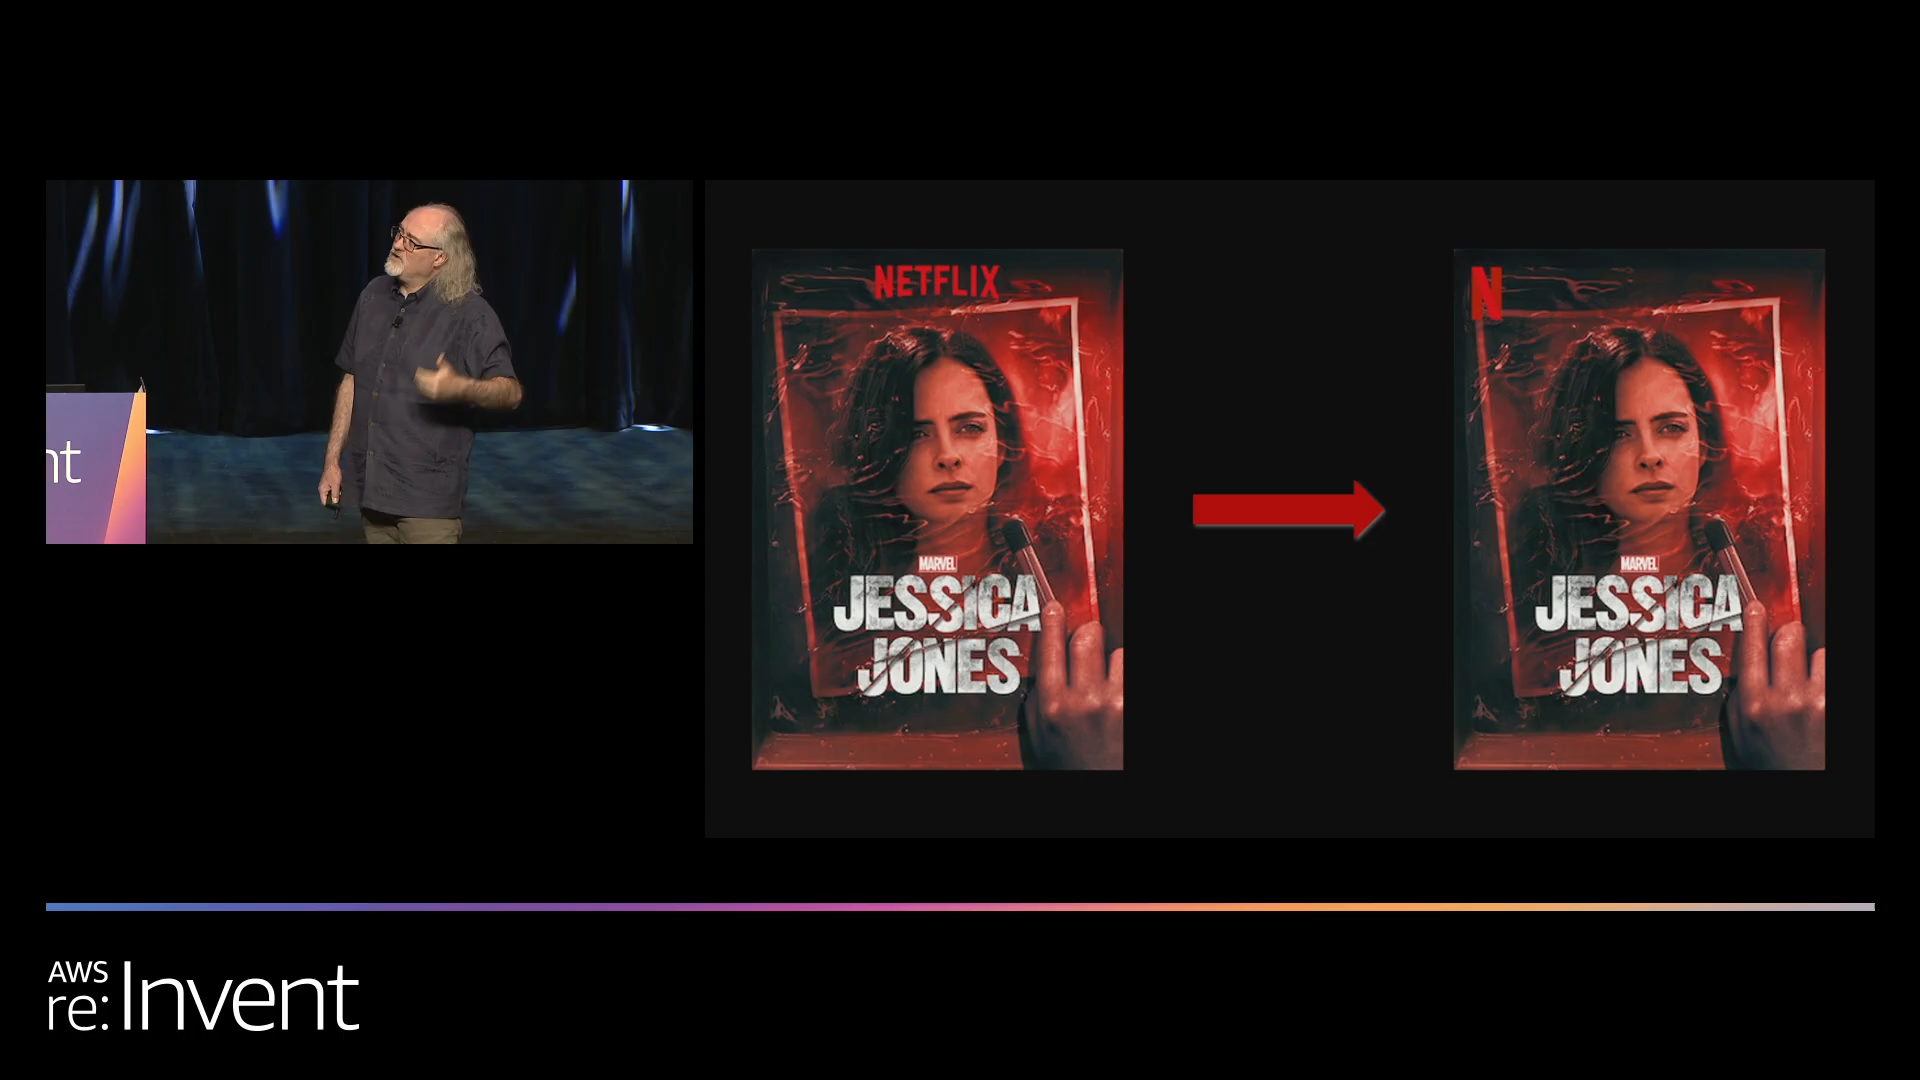 nt
NETFLIX
MARVEL
JESSICA
JONES
N
MARVEL
JESSICA
JONES
AWS
re:Invent